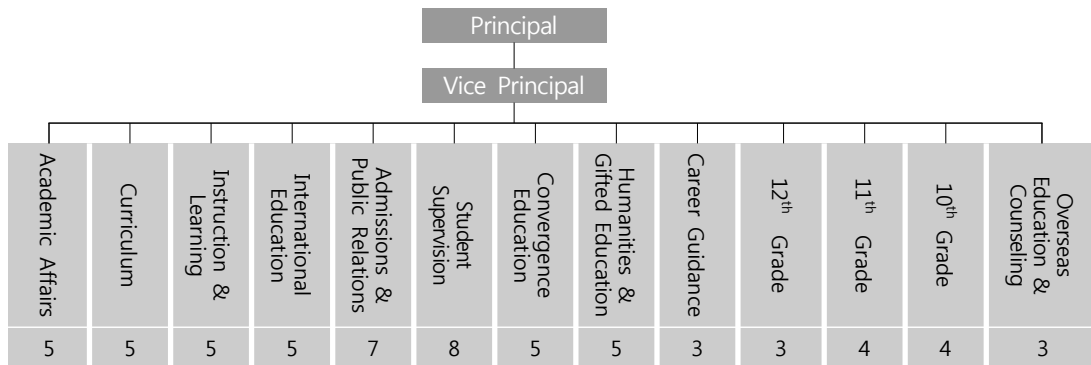 Principal
Vice Principal
Academic Affairs
Curriculum
Instruction &
Learning
International
Education
Admissions &
Public Relations
Student
Supervision
Convergence
Education
Humanities &
Gifted Education
Career Guidance
12th Grade
11th Grade
10th Grade
Overseas
Education &
Counseling
5 5 5 5 7 8 5 5 3 3 4 4 3